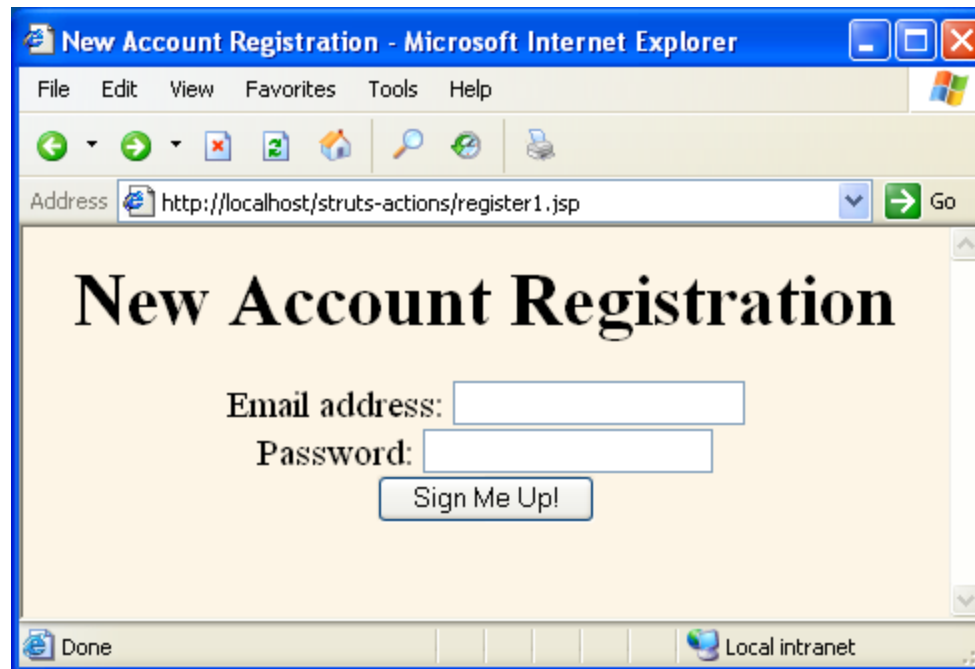 New Account Registration - Microsoft Internet Explorer
File Edit View Favorites Tools Help
Address http://localhost/struts-actions/register1.jsp Go
New Account Registration
Email address:
Password:
Sign Me Up!
Done Local intranet